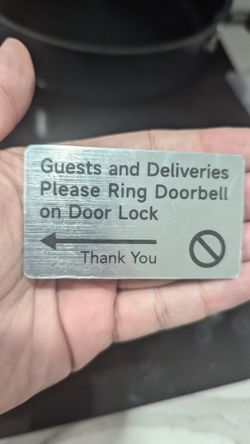 Guests and Deliveries
Please Ring Doorbell
on Door Lock
Thank You